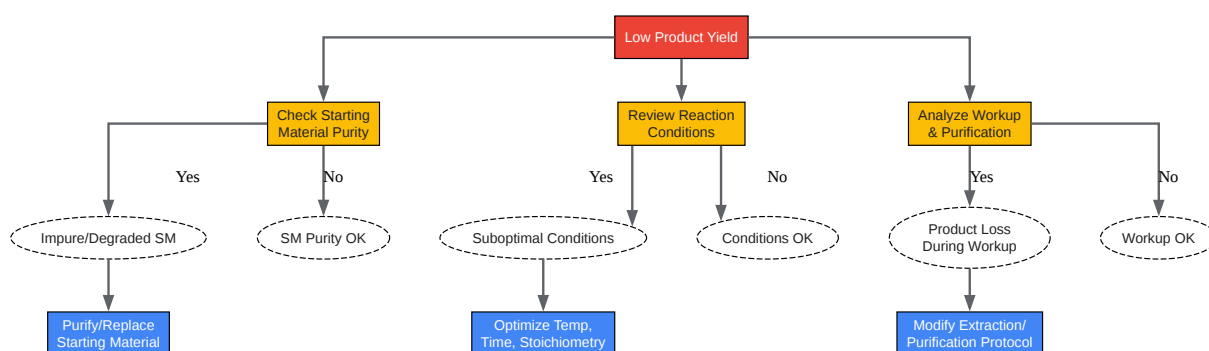 Low Product Yield
Check Starting
Material Purity
Review Reaction
Conditions
Analyze Workup
& Purification
Yes
No
Yes
No
Yes
No
Impure/Degraded SM
SM Purity OK
Suboptimal Conditions
Conditions OK
Product Loss
During Workup
Workup OK
Purify/Replace
Starting Material
Optimize Temp,
Time, Stoichiometry
Modify Extraction/
Purification Protocol